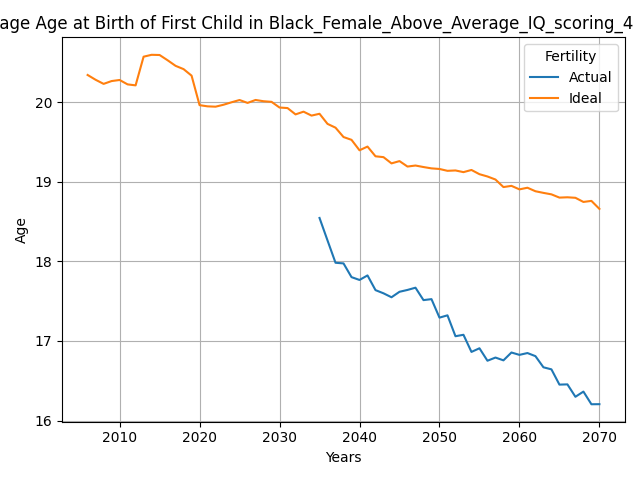 age Age at Birth of First Child in Black_Female_Above_Average_IQ_scoring_4
Fertility
Actual
Ideal
Age
20
19
18
17
16
2010 2020 2030 2040 2050 2060 2070
Years